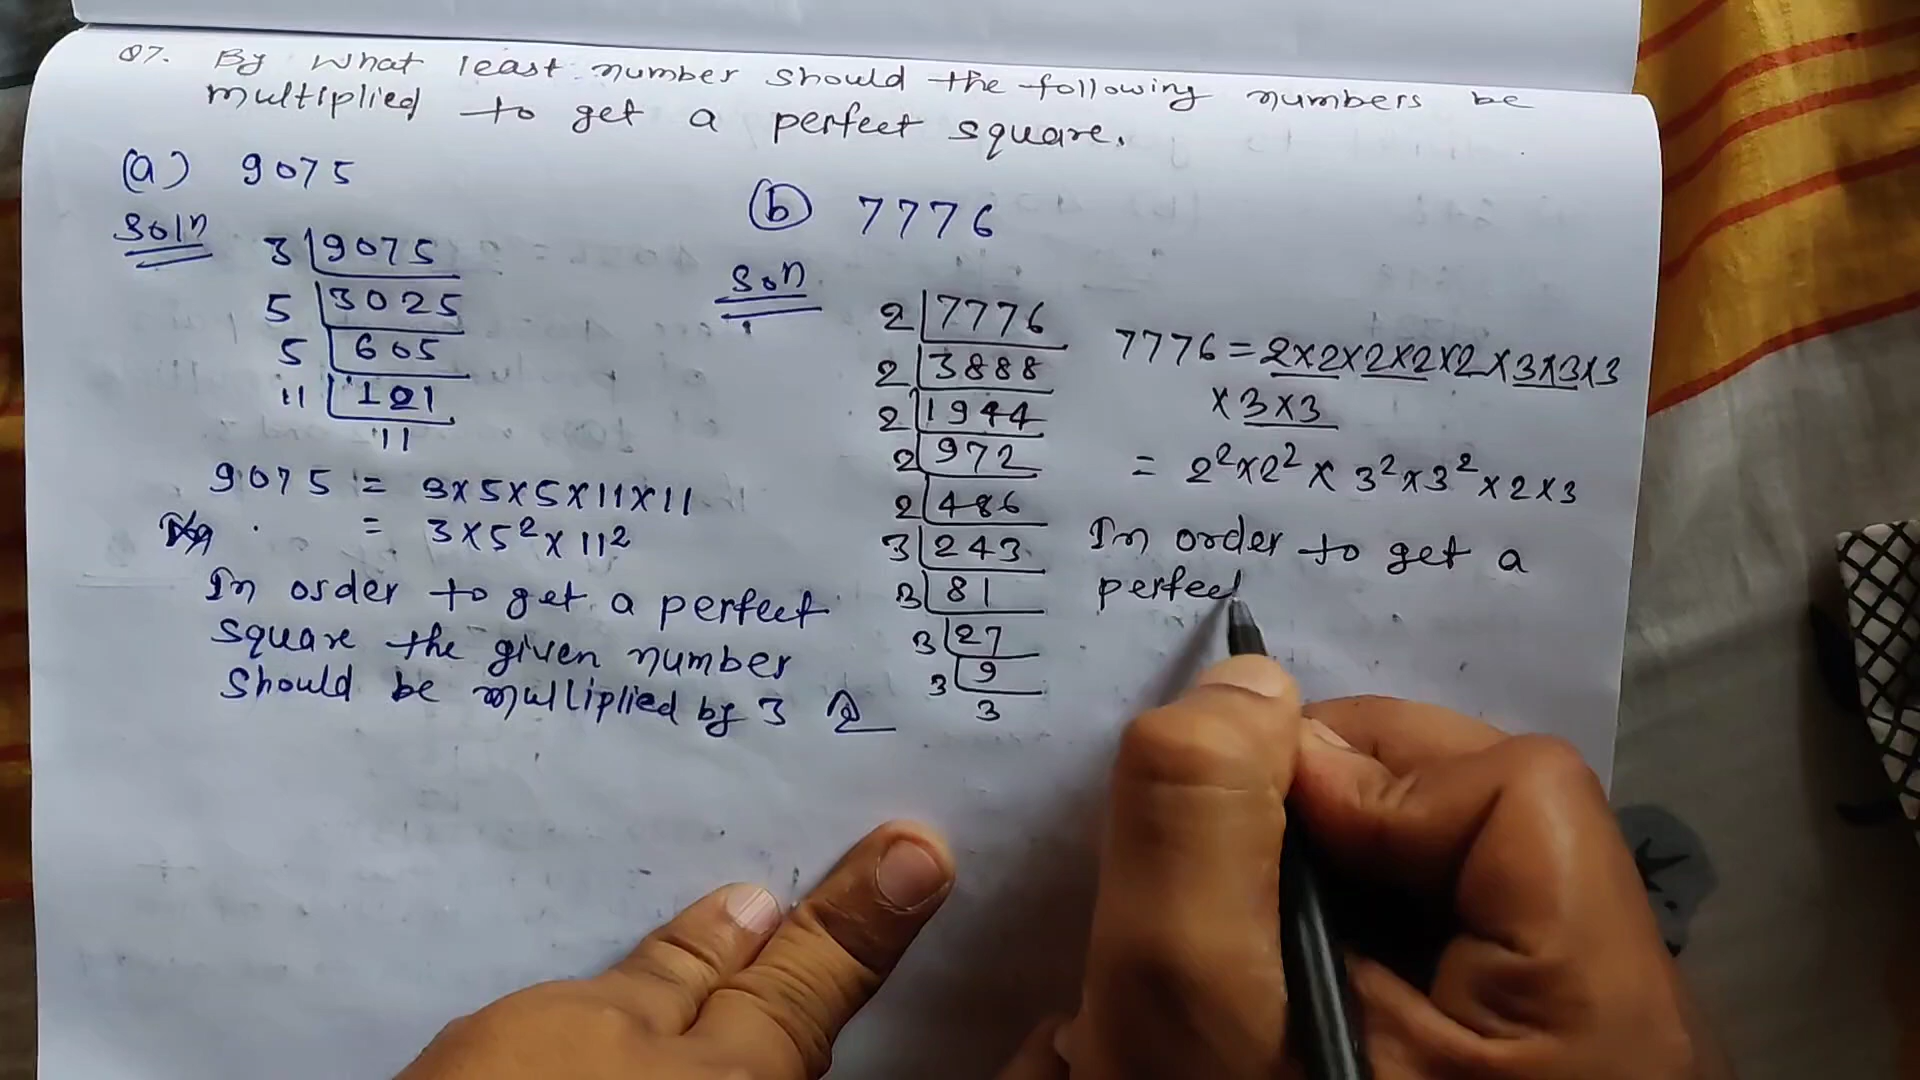 Q7. By what least number should the following numbers be
multiplied to get a perfect square.
(a) 9075
Soln
3 9075
5 3025
5 605
11 121
11
9075 = 3×5×5×11×11
= 3×5²×11²
In order to get a perfect
square the given number
should be multiplied by 3
(b) 7776
Son
2 7776
2 3888
2 1944
2 972
2 486
3 243
3 81
3 27
3 9
3
7776 = 2×2×2×2×2×3×3×3
×3×3
= 2²×2²×3²×3²×2×3
In order to get a
perfect